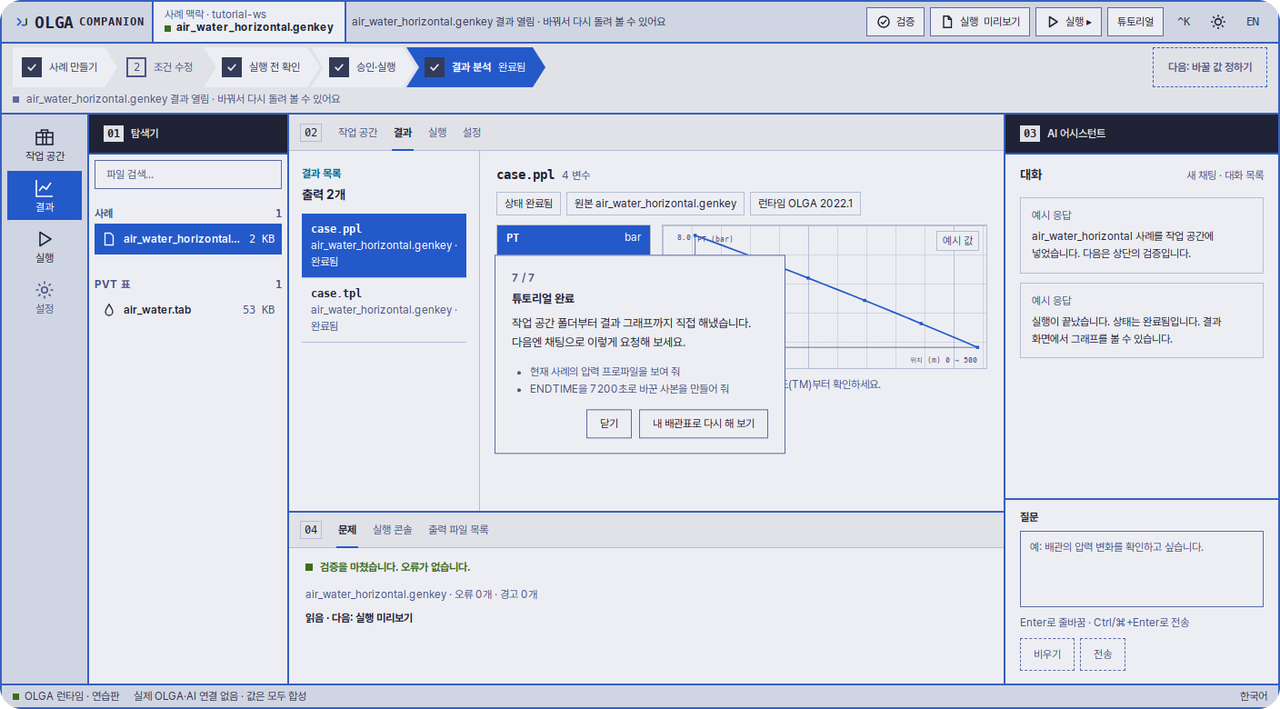 OLGA COMPANION
사례 맥락 · tutorial-ws
air_water_horizontal.genkey
air_water_horizontal.genkey 결과 열림 · 바꿔서 다시 돌려 볼 수 있어요
검증
실행 미리보기
실행 ▸
튜토리얼
^K
EN
사례 만들기
2 조건 수정
실행 전 확인
승인·실행
결과 분석 완료됨
다음: 바꿀 값 정하기
air_water_horizontal.genkey 결과 열림 · 바꿔서 다시 돌려 볼 수 있어요
작업 공간
결과
실행
설정
01 탐색기
파일 검색...
사례 1
air_water_horizontal... 2 KB
PVT 표 1
air_water.tab 53 KB
02 작업 공간 결과 실행 설정
결과 목록
출력 2개
case.ppl
air_water_horizontal.genkey ·
완료됨
case.tpl
air_water_horizontal.genkey ·
완료됨
case.ppl 4 변수
상태 완료됨
원본 air_water_horizontal.genkey
런타임 OLGA 2022.1
PT bar
8.0
PT (bar)
예시 값
위치 (m) 0 → 500
(TM)부터 확인하세요.
7 / 7
튜토리얼 완료
작업 공간 폴더부터 결과 그래프까지 직접 해냈습니다.
다음엔 채팅으로 이렇게 요청해 보세요.
• 현재 사례의 압력 프로파일을 보여 줘
• ENDTIME을 7200초로 바꾼 사본을 만들어 줘
닫기
내 배관표로 다시 해 보기
04 문제 실행 콘솔 출력 파일 목록
검증을 마쳤습니다. 오류가 없습니다.
air_water_horizontal.genkey · 오류 0개 · 경고 0개
읽음 · 다음: 실행 미리보기
03 AI 어시스턴트
대화
새 채팅 · 대화 목록
예시 응답
air_water_horizontal 사례를 작업 공간에
넣었습니다. 다음은 상단의 검증입니다.
예시 응답
실행이 끝났습니다. 상태는 완료됨입니다. 결과
화면에서 그래프를 볼 수 있습니다.
질문
예: 배관의 압력 변화를 확인하고 싶습니다.
Enter로 줄바꿈 · Ctrl/⌘+Enter로 전송
비우기
전송
OLGA 런타임 · 연습판
실제 OLGA·AI 연결 없음 · 값은 모두 합성
한국어